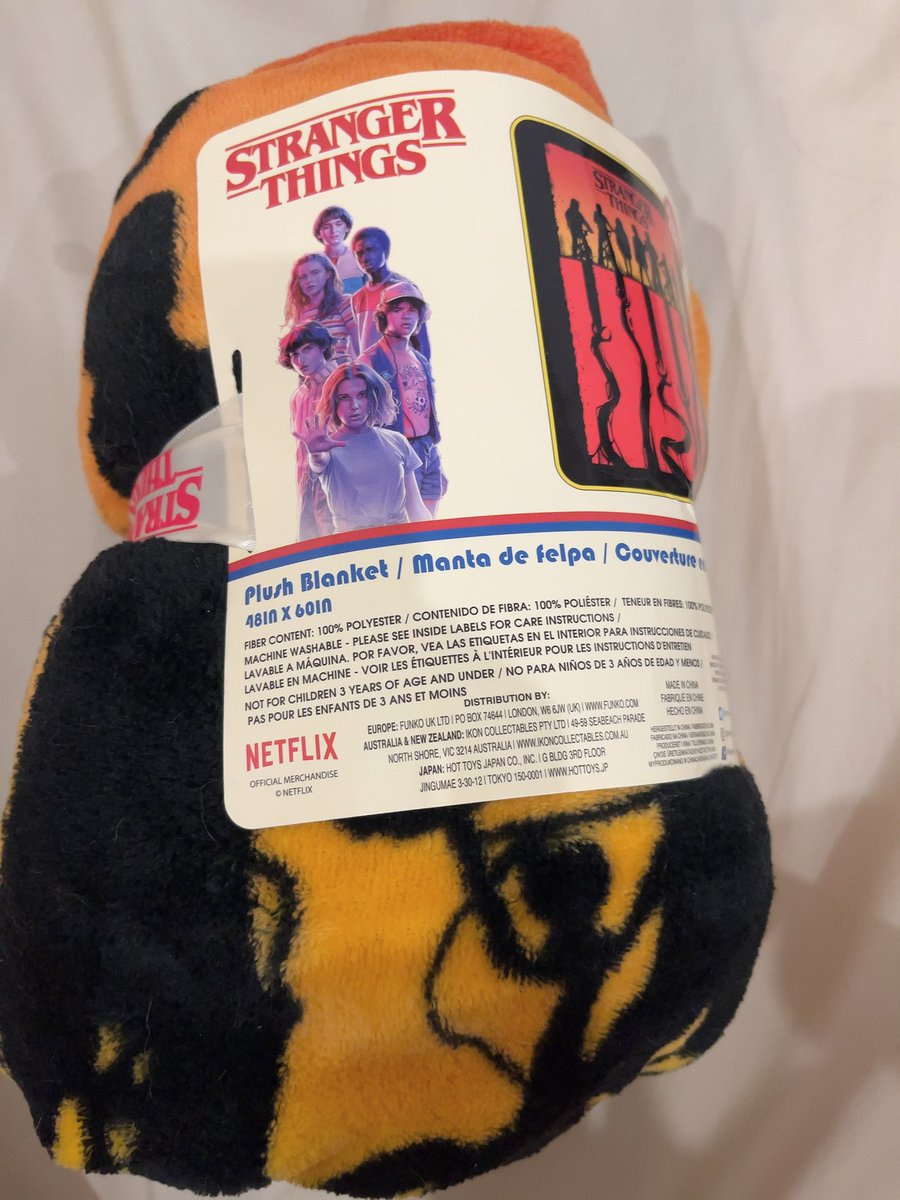 STRANGER
THINGS
STRANGER
THINGS
STRA
Plush Blanket / Manta de felpa / Couverture
48IN X 60IN
FIBER CONTENT: 100% POLYESTER / CONTENIDO DE FIBRA: 100% POLIÉSTER / TENEUR EN FIBRES: 100%
MACHINE WASHABLE - PLEASE SEE INSIDE LABELS FOR CARE INSTRUCTIONS /
LAVABLE A MÁQUINA. POR FAVOR, VEA LAS ETIQUETAS EN EL INTERIOR PARA INSTRUCCIONES DE CUIDADO
LAVABLE EN MACHINE - VOIR LES ÉTIQUETTES À L'INTÉRIEUR POUR LES INSTRUCTIONS D'ENTRETIEN
NOT FOR CHILDREN 3 YEARS OF AGE AND UNDER / NO PARA NIÑOS DE 3 AÑOS DE EDAD Y MENOS /
PAS POUR LES ENFANTS DE 3 ANS ET MOINS
DISTRIBUTION BY:
EUROPE: FUNKO UK LTD | PO BOX 74644 | LONDON, W6 6JW (UK) | WWW.FUNKO.COM
AUSTRALIA & NEW ZEALAND: IKON COLLECTABLES PTY LTD | 49-59 SEABEACH PARADE
NORTH SHORE, VIC 3214 AUSTRALIA | WWW.IKONCOLLECTABLES.COM.AU
JAPAN: HOT TOYS JAPAN CO., INC. | G BLDG 3RD FLOOR
JINGUMAE 3-30-12 | TOKYO 150-0001 | WWW.HOTTOYS.JP
NETFLIX
OFFICIAL MERCHANDISE
© NETFLIX
MADE IN CHINA
FABRIQUÉ EN CHINE
HECHO EN CHINA